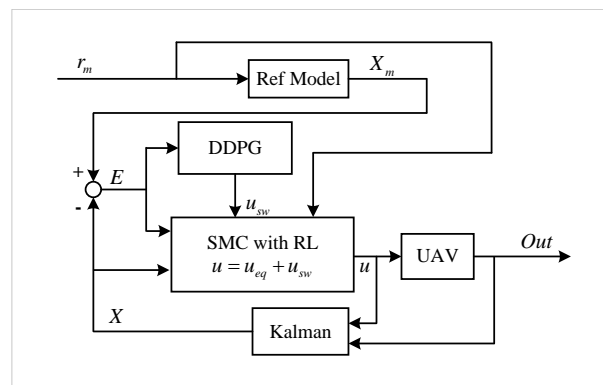 r_m
Ref Model
X_m
DDPG
+
E
-
u_sw
SMC with RL
u = u_eq + u_sw
u
UAV
Out
X
Kalman